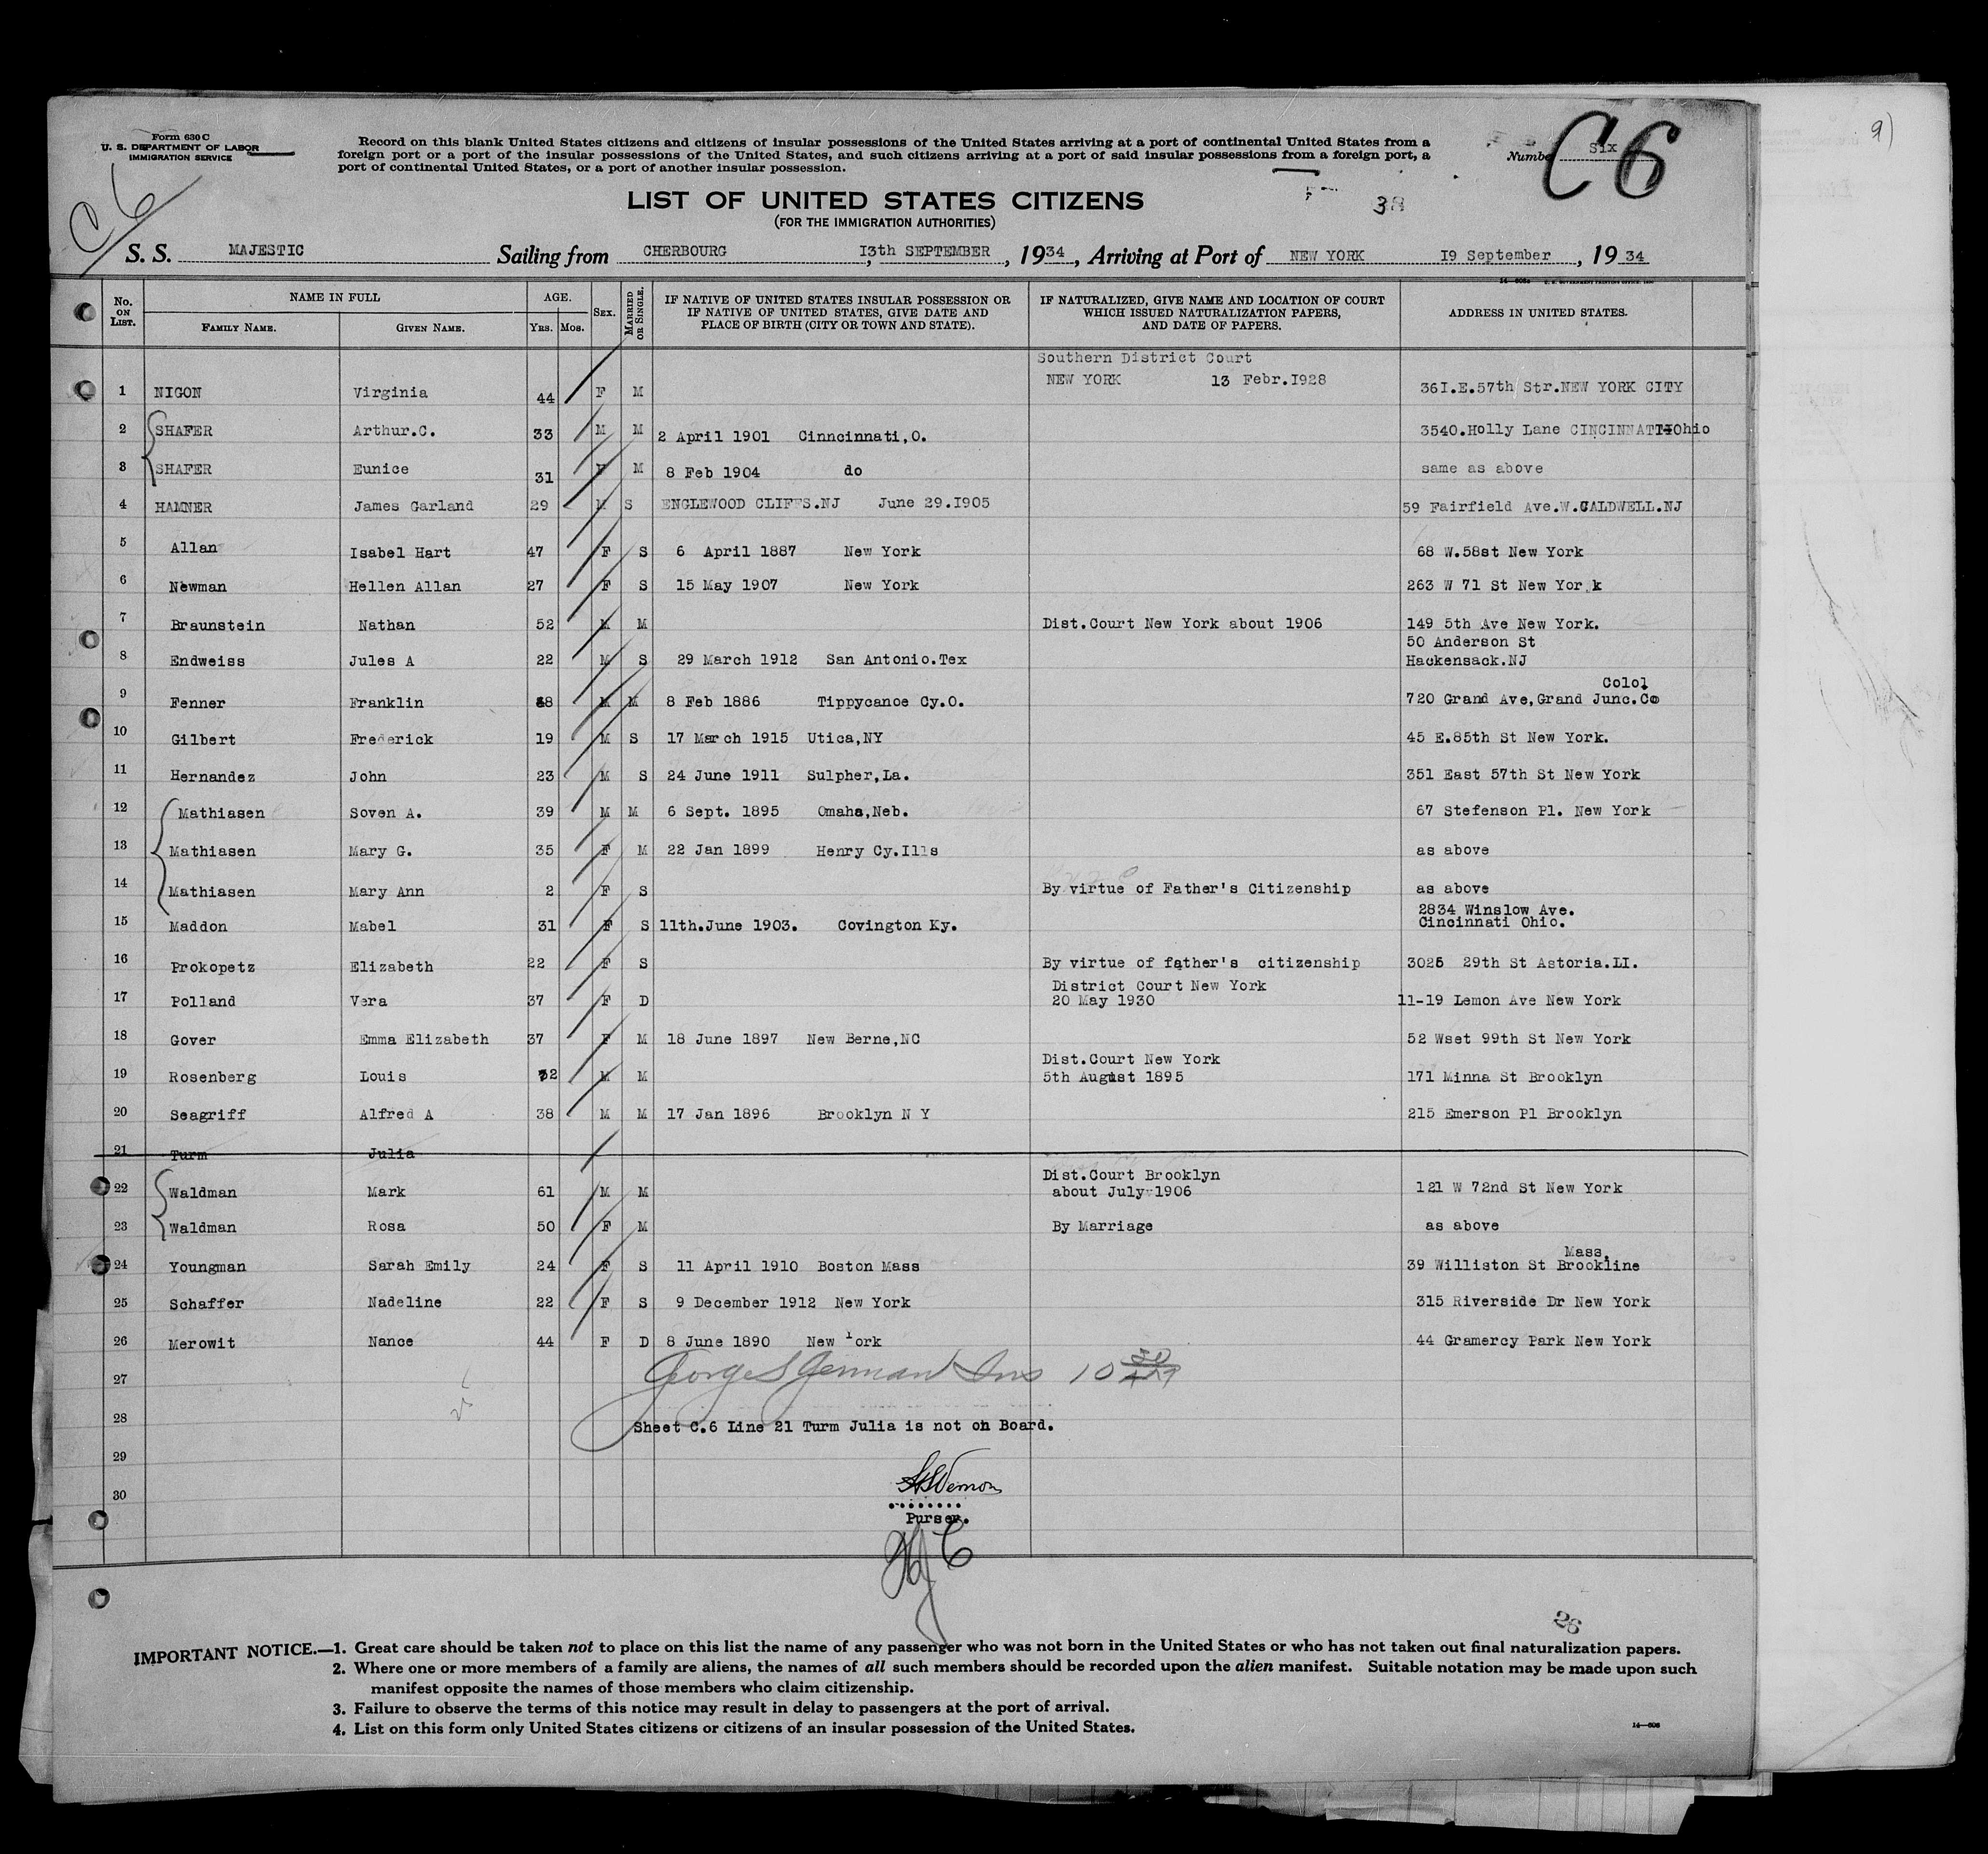 Form 630 C
U. S. DEPARTMENT OF LABOR
IMMIGRATION SERVICE
Record on this blank United States citizens and citizens of insular possessions of the United States arriving at a port of continental United States from a
foreign port or a port of the insular possessions of the United States, and such citizens arriving at a port of said insular possessions from a foreign port, a
port of continental United States, or a port of another insular possession.
Number Six
C6
C6
38
LIST OF UNITED STATES CITIZENS
(FOR THE IMMIGRATION AUTHORITIES)
S. S. MAJESTIC Sailing from CHERBOURG I3th SEPTEMBER, 1934, Arriving at Port of NEW YORK I9 September, 1934
No. ON LIST. NAME IN FULL FAMILY NAME. GIVEN NAME. AGE. YRS. MOS. SEX. MARRIED OR SINGLE. IF NATIVE OF UNITED STATES INSULAR POSSESSION OR IF NATIVE OF UNITED STATES, GIVE DATE AND PLACE OF BIRTH (CITY OR TOWN AND STATE). IF NATURALIZED, GIVE NAME AND LOCATION OF COURT WHICH ISSUED NATURALIZATION PAPERS, AND DATE OF PAPERS. ADDRESS IN UNITED STATES.
Southern District Court
1 NIGON Virginia 44 F M NEW YORK 13 Febr.I928 36I.E.57th Str.NEW YORK CITY
2 SHAFER Arthur.C. 33 M M 2 April 1901 Cinncinnati,O. 3540.Holly Lane CINCINNATI-Ohio
3 SHAFER Eunice 31 F M 8 Feb 1904 do same as above
4 HAMNER James Garland 29 M S ENGLEWOOD CLIFFS.NJ June 29.I905 59 Fairfield Ave.W.CALDWELL.NJ
5 Allan Isabel Hart 47 F S 6 April 1887 New York 68 W.58st New York
6 Newman Hellen Allan 27 F S 15 May 1907 New York 263 W 71 St New Yor k
7 Braunstein Nathan 52 M M Dist.Court New York about 1906 149 5th Ave New York.
50 Anderson St
8 Endweiss Jules A 22 M S 29 March 1912 San Antonio.Tex Hackensack.NJ
Colol
9 Fenner Franklin 48 M M 8 Feb 1886 Tippycanoe Cy.O. 720 Grand Ave,Grand Junc.Co
10 Gilbert Frederick 19 M S 17 March 1915 Utica,NY 45 E.85th St New York.
11 Hernandez John 23 M S 24 June 1911 Sulpher,La. 351 East 57th St New York
12 Mathiasen Soven A. 39 M M 6 Sept. 1895 Omaha,Neb. 67 Stefenson Pl. New York
13 Mathiasen Mary G. 35 F M 22 Jan 1899 Henry Cy.Ills as above
14 Mathiasen Mary Ann 2 F S By virtue of Father's Citizenship as above
2834 Winslow Ave.
15 Maddon Mabel 31 F S 11th.June 1903. Covington Ky. Cincinnati Ohio.
16 Prokopetz Elizabeth 22 F S By virtue of father's citizenship 3025 29th St Astoria.LI.
District Court New York
17 Polland Vera 37 F D 20 May 1930 11-19 Lemon Ave New York
18 Gover Emma Elizabeth 37 F M 18 June 1897 New Berne,NC 52 Wset 99th St New York
Dist.Court New York
19 Rosenberg Louis 72 M M 5th August 1895 171 Minna St Brooklyn
20 Seagriff Alfred A 38 M M 17 Jan 1896 Brooklyn N Y 215 Emerson Pl Brooklyn
21 Turm Julia
Dist.Court Brooklyn
22 Waldman Mark 61 M M about July 1906 121 W 72nd St New York
23 Waldman Rosa 50 F M By Marriage as above
Mass.
24 Youngman Sarah Emily 24 F S 11 April 1910 Boston Mass 39 Williston St Brookline
25 Schaffer Nadeline 22 F S 9 December 1912 New York 315 Riverside Dr New York
26 Merowit Nance 44 F D 8 June 1890 New York 44 Gramercy Park New York
27 George S German Ins 10
28 Sheet C.6 Line 21 Turm Julia is not on Board.
29
30
Purser.
26
IMPORTANT NOTICE.—1. Great care should be taken not to place on this list the name of any passenger who was not born in the United States or who has not taken out final naturalization papers.
2. Where one or more members of a family are aliens, the names of all such members should be recorded upon the alien manifest. Suitable notation may be made upon such
manifest opposite the names of those members who claim citizenship.
3. Failure to observe the terms of this notice may result in delay to passengers at the port of arrival.
4. List on this form only United States citizens or citizens of an insular possession of the United States.